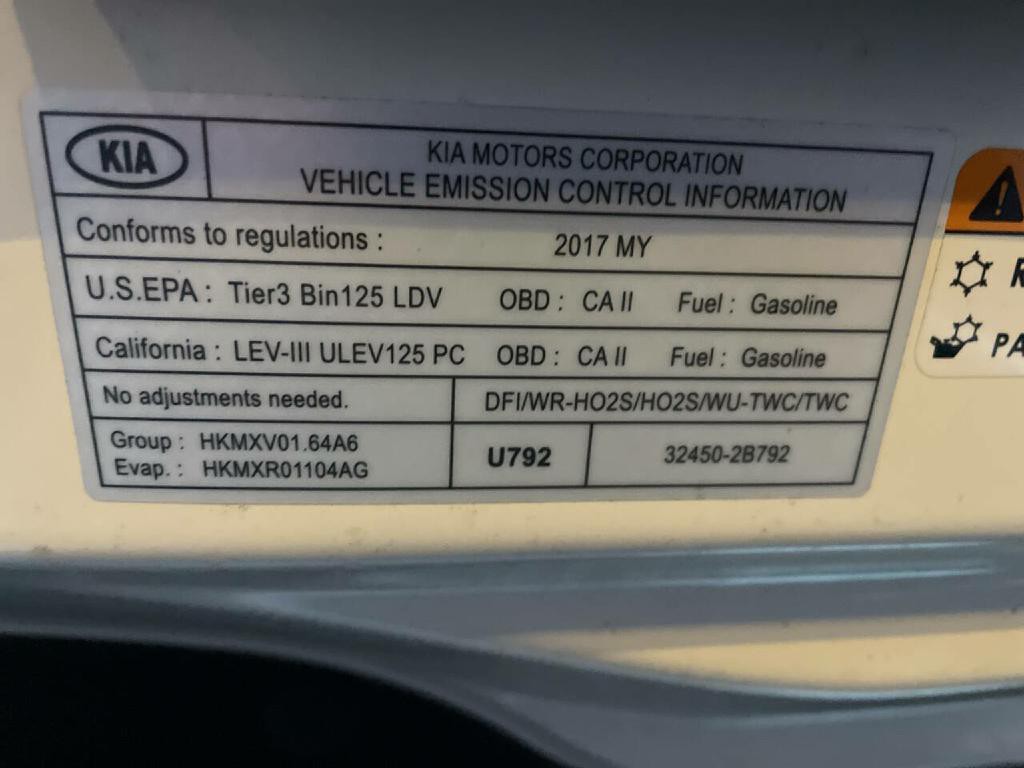 KIA
KIA MOTORS CORPORATION
VEHICLE EMISSION CONTROL INFORMATION
Conforms to regulations : 2017 MY
U.S.EPA : Tier3 Bin125 LDV OBD : CA II Fuel : Gasoline
California : LEV-III ULEV125 PC OBD : CA II Fuel : Gasoline
No adjustments needed. DFI/WR-HO2S/HO2S/WU-TWC/TWC
Group : HKMXV01.64A6
Evap. : HKMXR01104AG
U792 32450-2B792